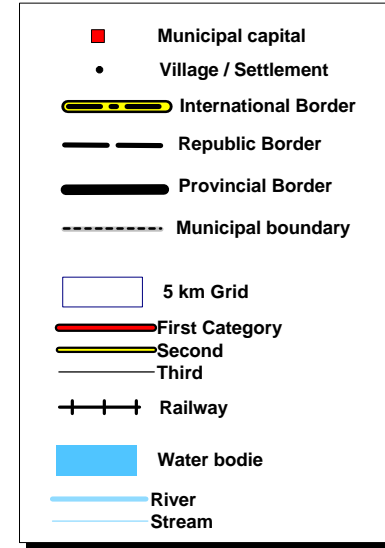 Municipal capital
Village / Settlement
International Border
Republic Border
Provincial Border
Municipal boundary
5 km Grid
First Category
Second
Third
Railway
Water bodie
River
Stream